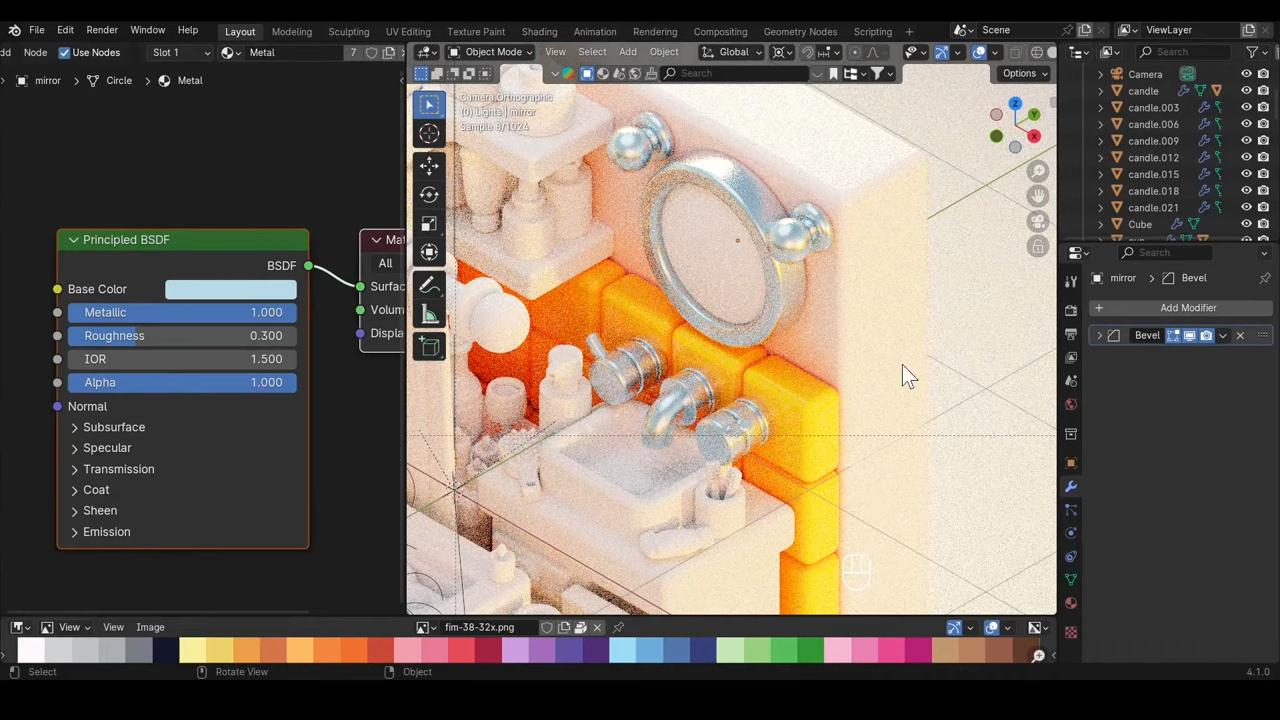 File Edit Render Window Help Layout Modeling Sculpting UV Editing Texture Paint Shading Animation Rendering Compositing Geometry Nodes Scripting Scene ViewLayer
Node Use Nodes Slot 1 Metal 7 Object Mode View Select Add Object Global
mirror Circle Metal Search Options Search
Camera Orthographic
(0) Lights | mirror
Sample 8/1024
Z
Y
X
Camera
candle
candle.003
candle.006
candle.009
candle.012
candle.015
candle.018
candle.021
Cube
Principled BSDF
BSDF
Base Color
Metallic 1.000
Roughness 0.300
IOR 1.500
Alpha 1.000
Normal
Subsurface
Specular
Transmission
Coat
Sheen
Emission
All
Search
mirror Bevel
Add Modifier
Bevel
View View Image fim-38-32x.png
Select Rotate View Object 4.1.0